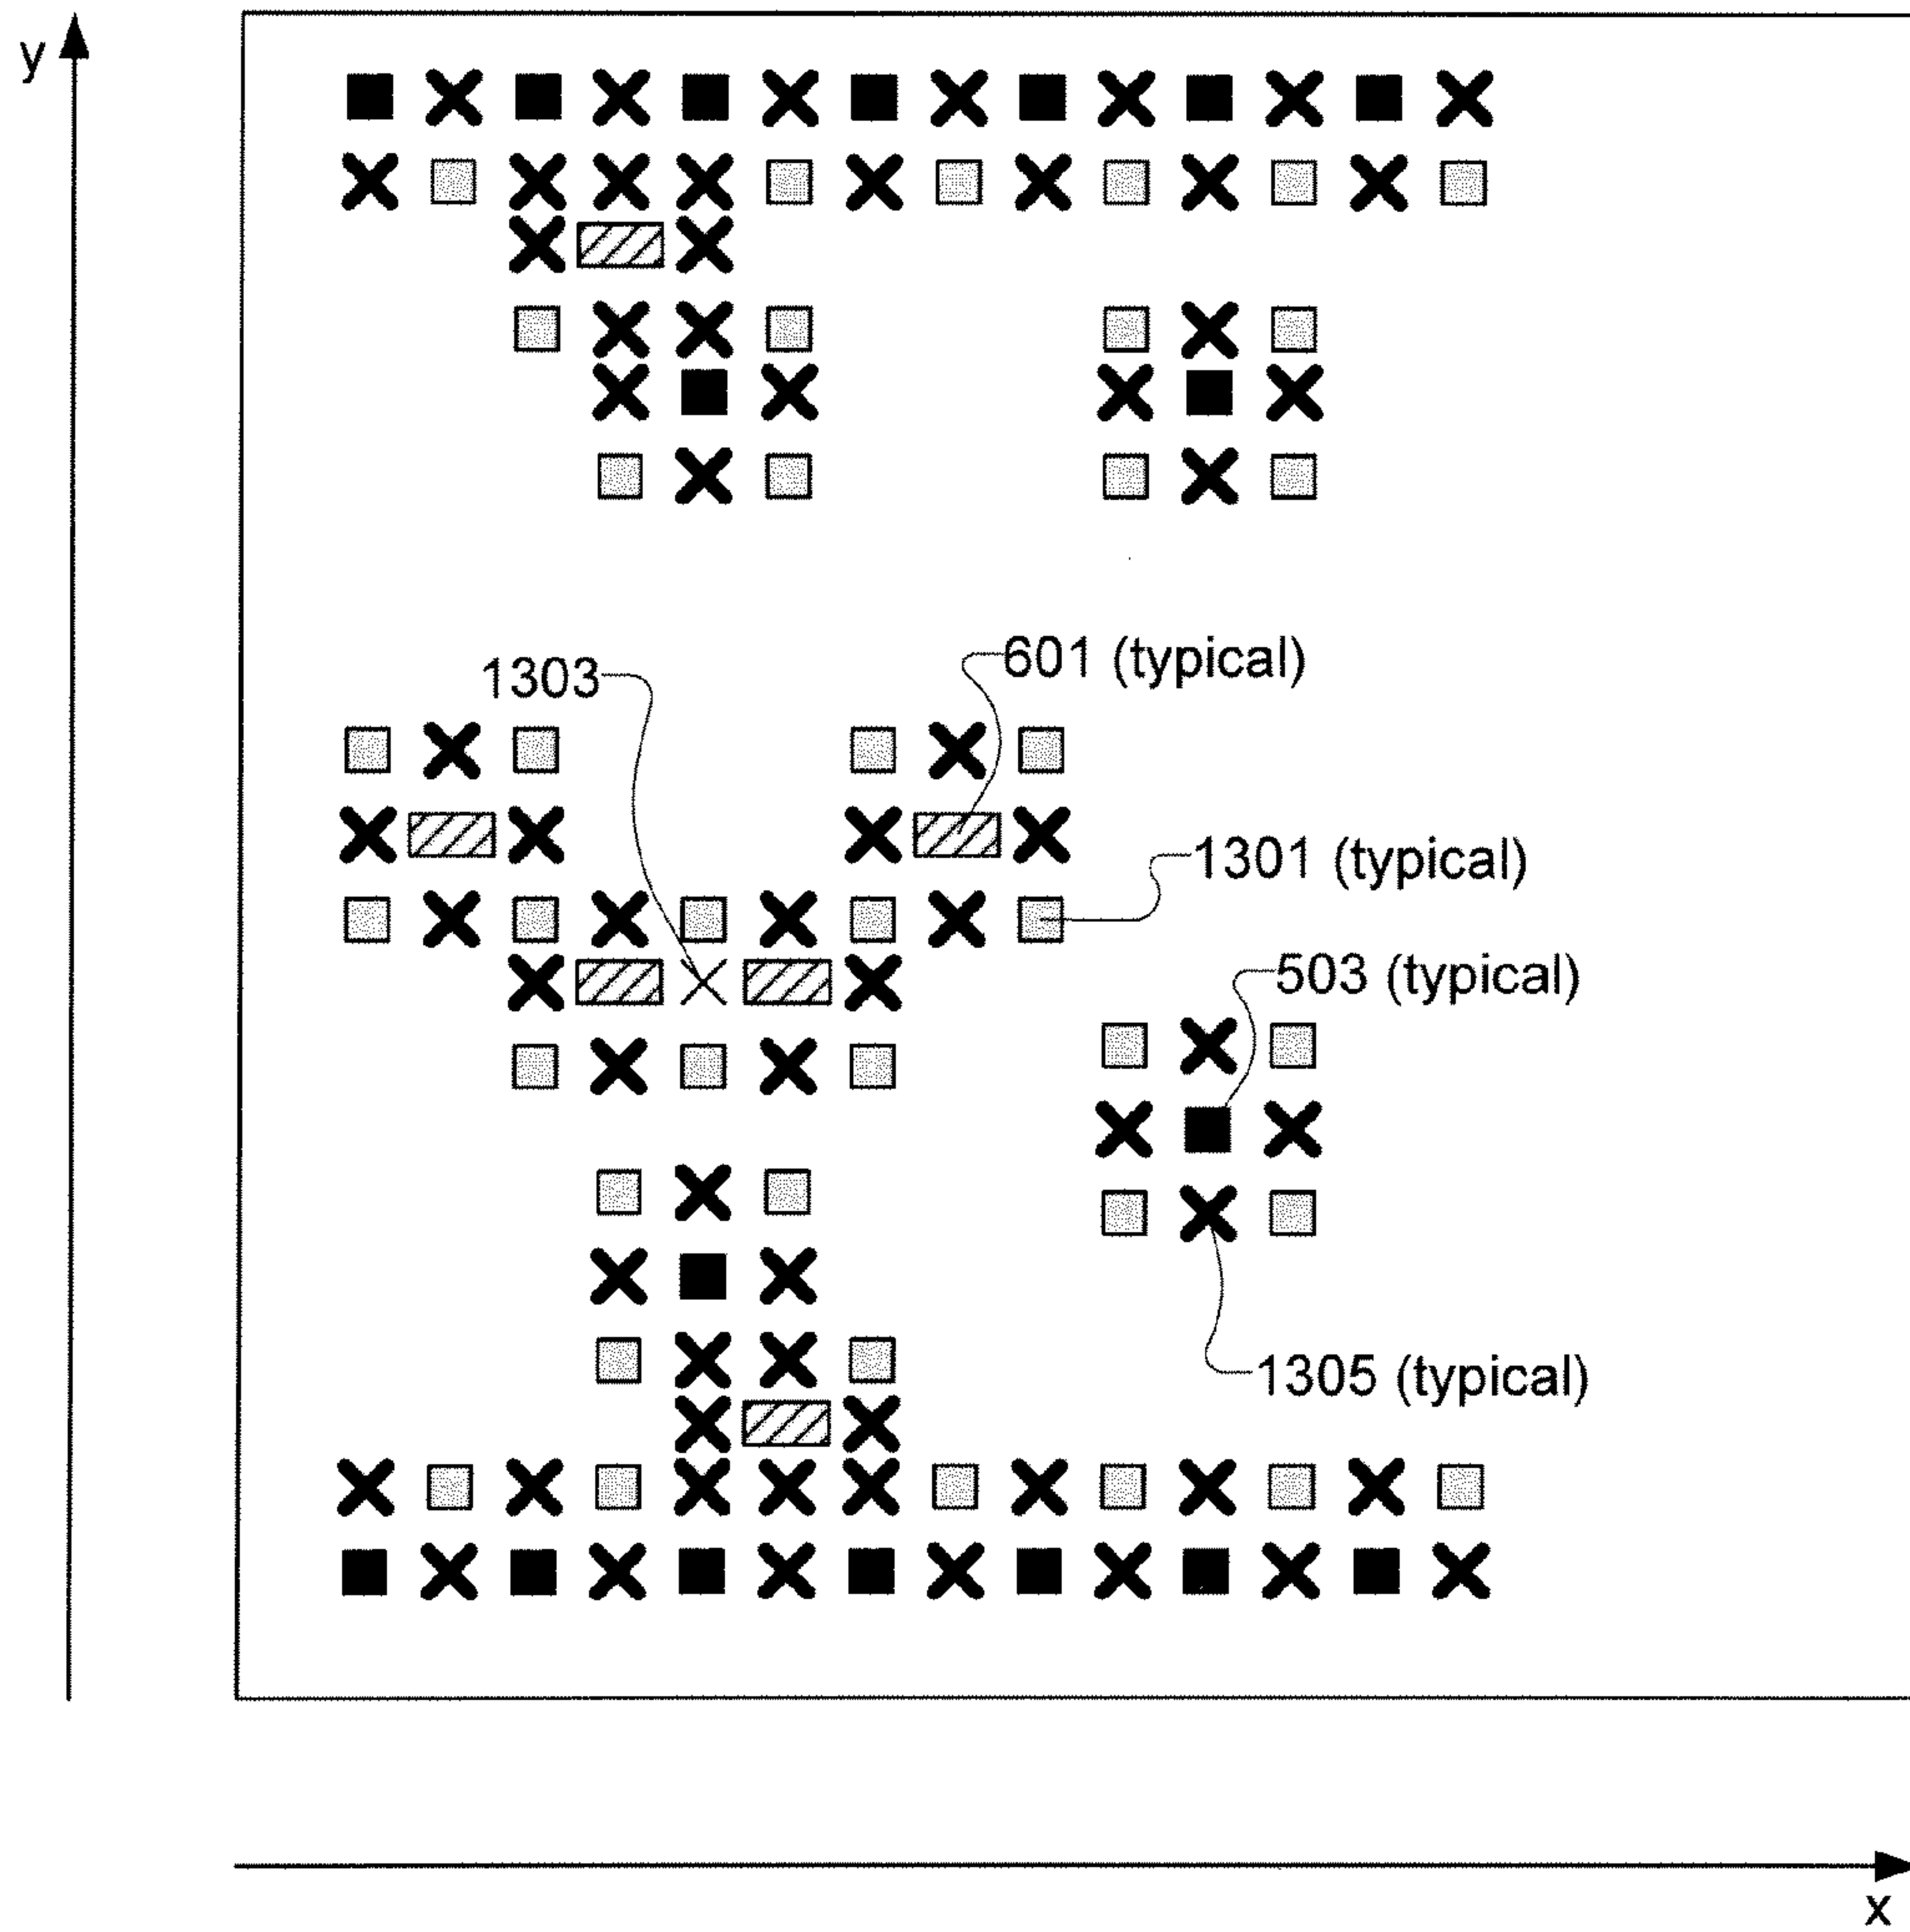 y
601 (typical)
1303
1301 (typical)
503 (typical)
1305 (typical)
x